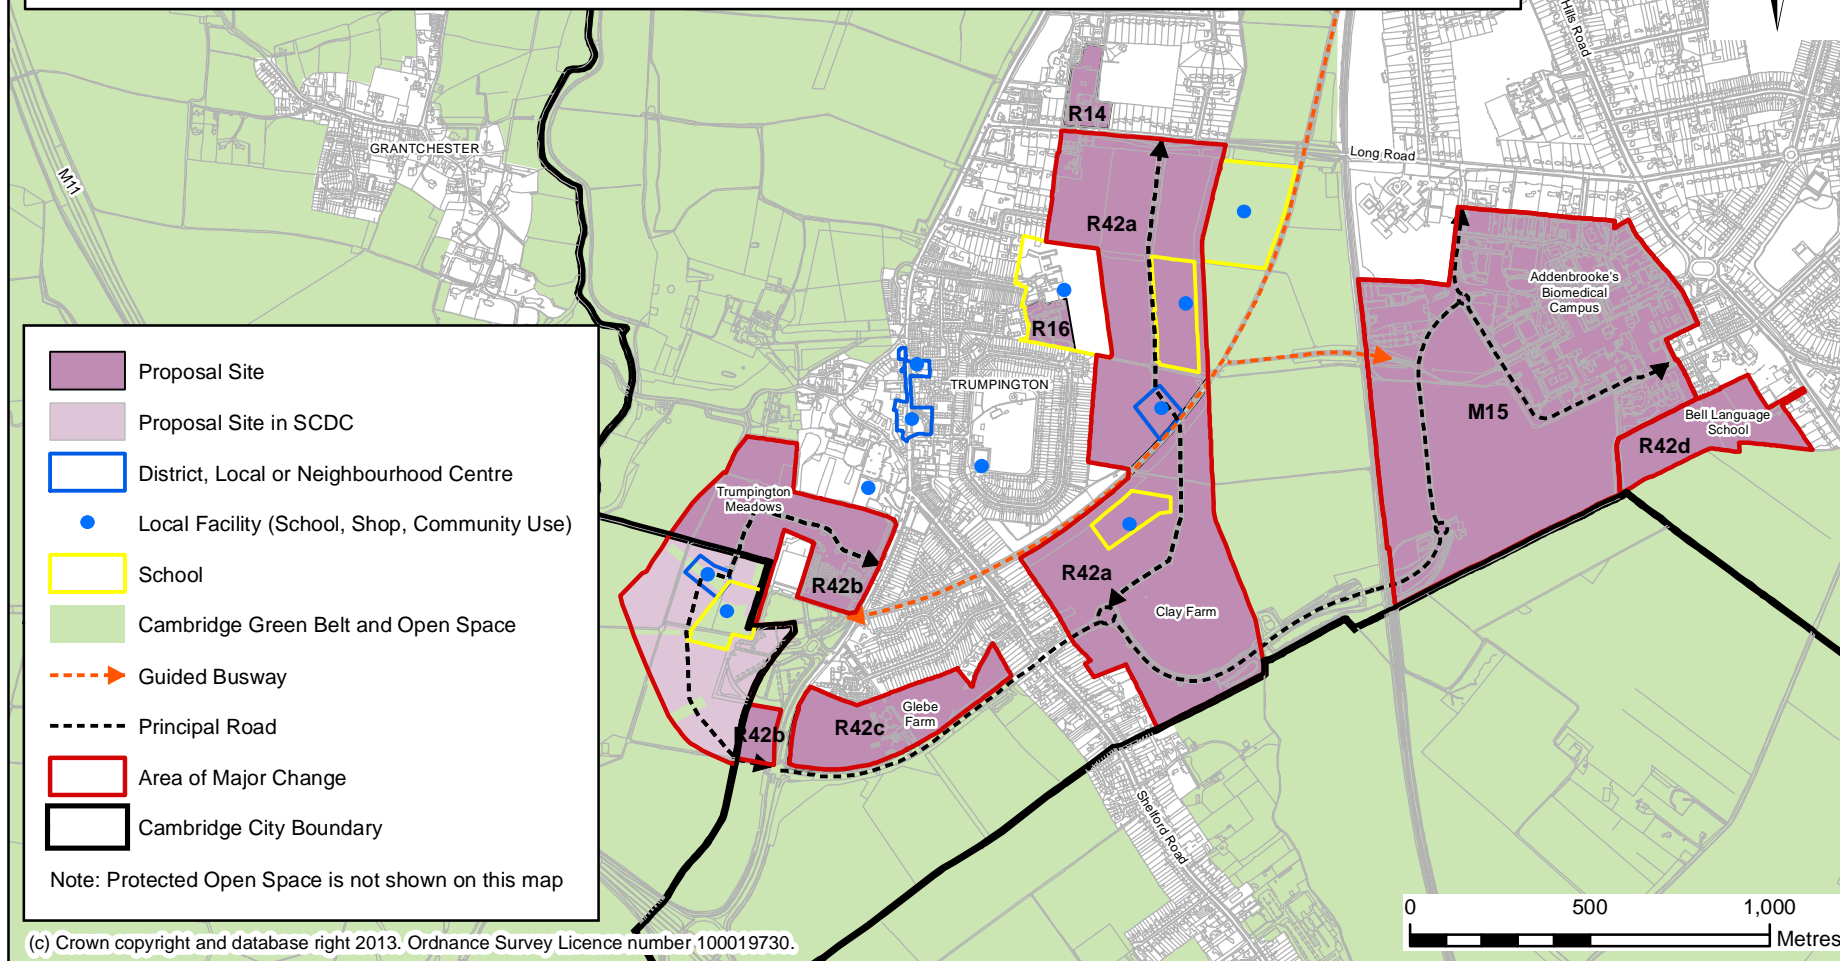 Hills Road
R14
Long Road
GRANTCHESTER
M11
R42a
Addenbrooke's
Biomedical
Campus
R16
TRUMPINGTON
M15
Bell Language
School
R42d
Trumpington
Meadows
R42b
R42a
Clay Farm
R42b
R42c
Glebe
Farm
Shelford Road
Proposal Site
Proposal Site in SCDC
District, Local or Neighbourhood Centre
Local Facility (School, Shop, Community Use)
School
Cambridge Green Belt and Open Space
Guided Busway
Principal Road
Area of Major Change
Cambridge City Boundary
Note: Protected Open Space is not shown on this map
0 500 1,000
Metres
(c) Crown copyright and database right 2013. Ordnance Survey Licence number 100019730.